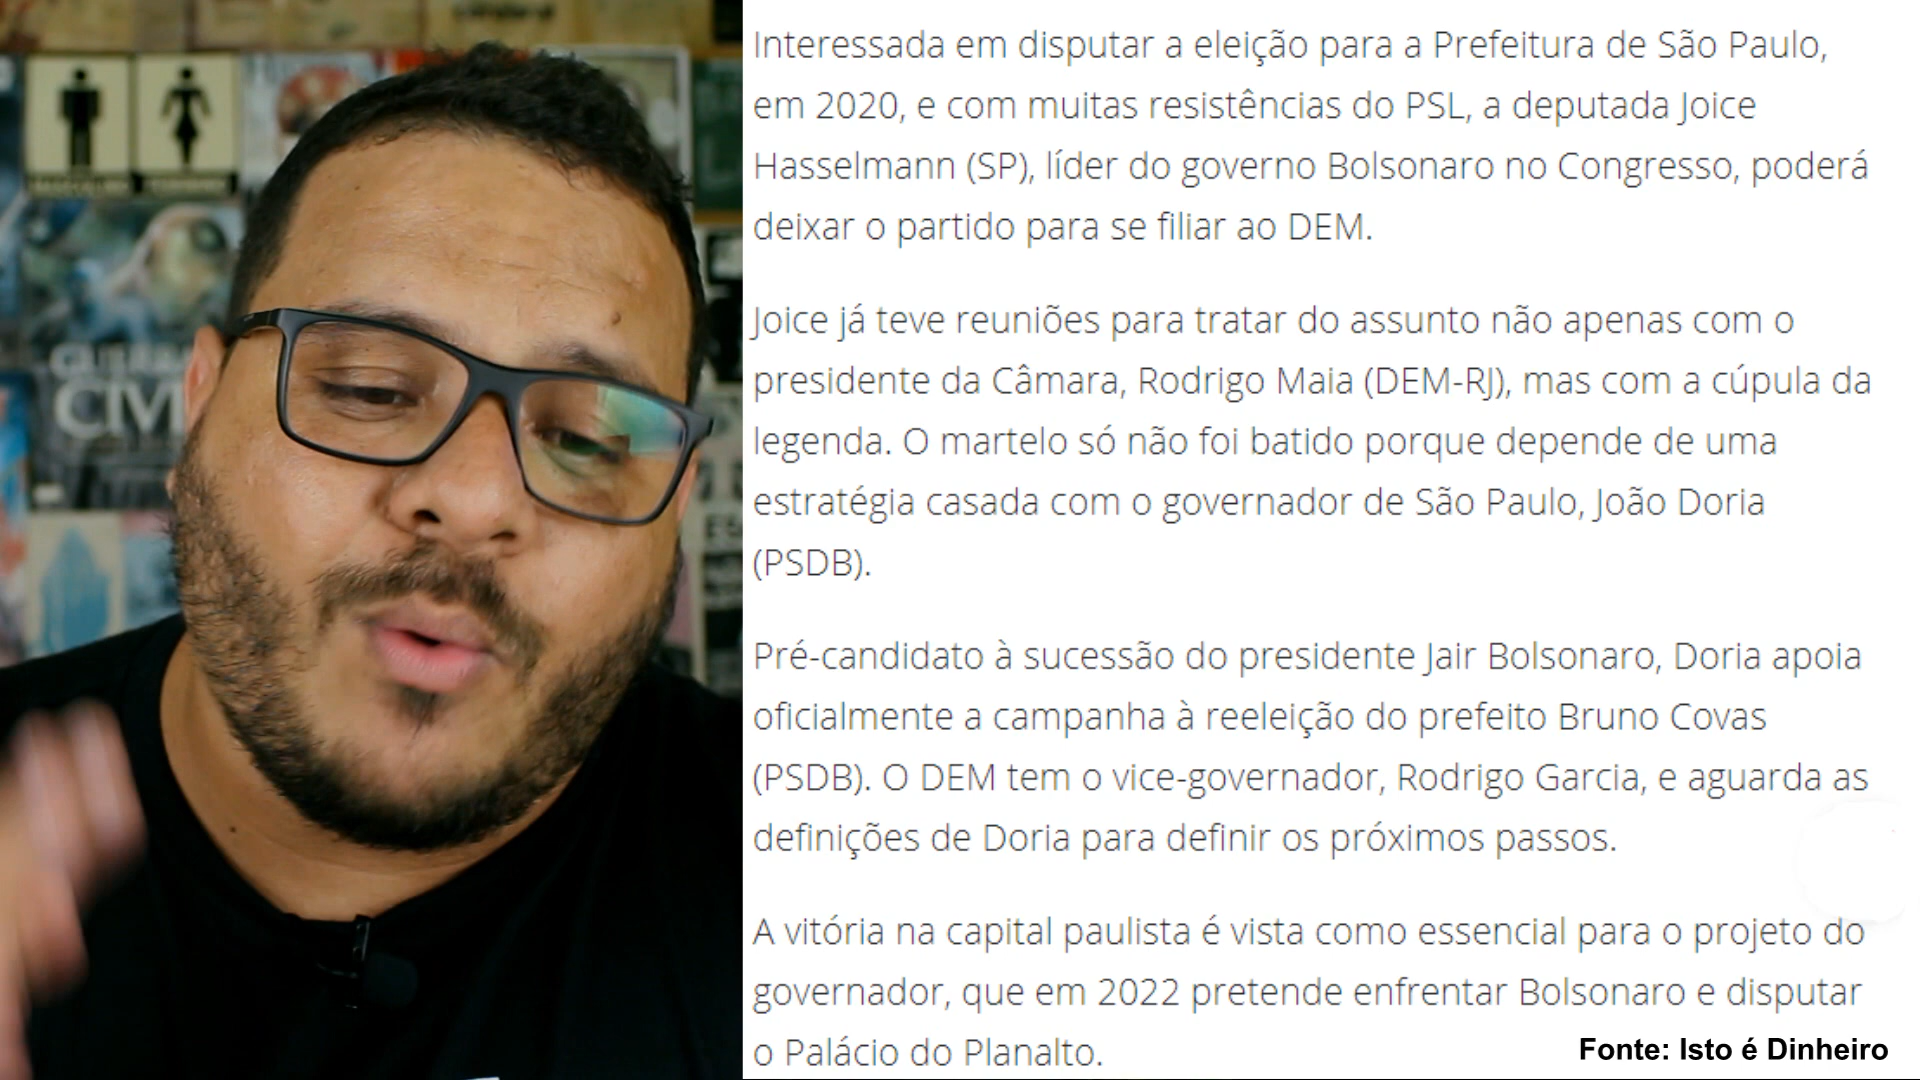 Interessada em disputar a eleição para a Prefeitura de São Paulo,
em 2020, e com muitas resistências do PSL, a deputada Joice
Hasselmann (SP), líder do governo Bolsonaro no Congresso, poderá
deixar o partido para se filiar ao DEM.
Joice já teve reuniões para tratar do assunto não apenas com o
presidente da Câmara, Rodrigo Maia (DEM-RJ), mas com a cúpula da
legenda. O martelo só não foi batido porque depende de uma
estratégia casada com o governador de São Paulo, João Doria
(PSDB).
Pré-candidato à sucessão do presidente Jair Bolsonaro, Doria apoia
oficialmente a campanha à reeleição do prefeito Bruno Covas
(PSDB). O DEM tem o vice-governador, Rodrigo Garcia, e aguarda as
definições de Doria para definir os próximos passos.
A vitória na capital paulista é vista como essencial para o projeto do
governador, que em 2022 pretende enfrentar Bolsonaro e disputar
o Palácio do Planalto.
Fonte: Isto é Dinheiro